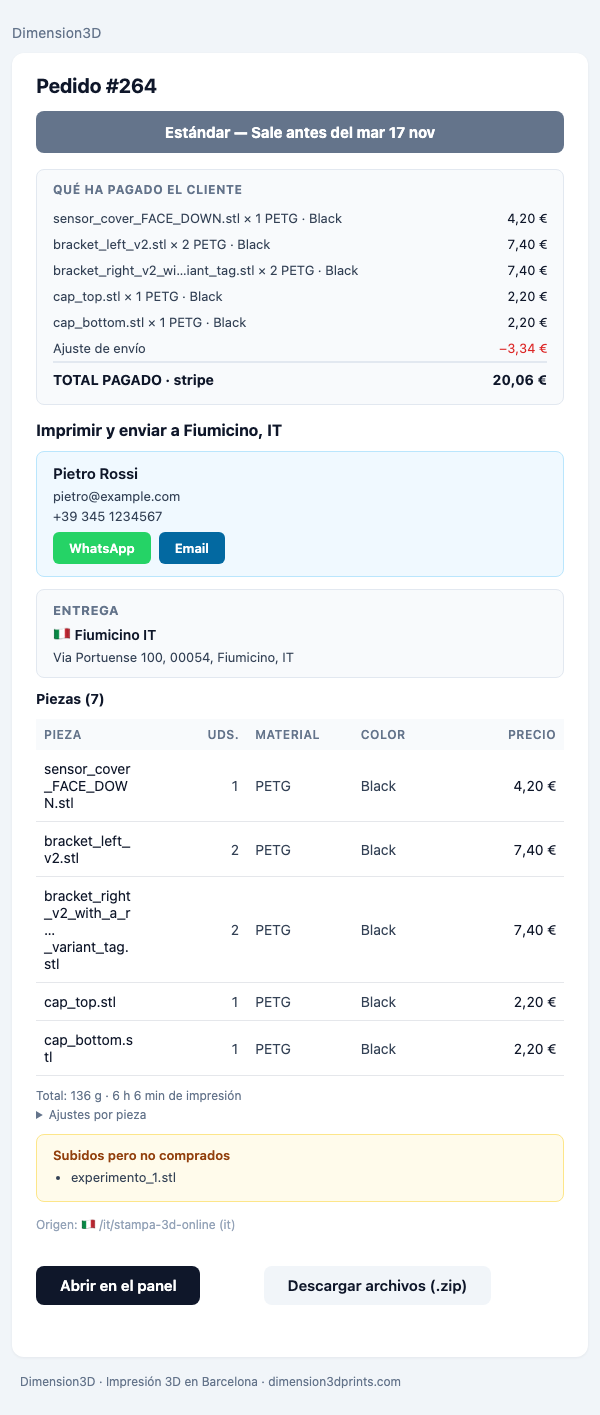 Dimension3D
Pedido #264
Estándar — Sale antes del mar 17 nov
QUÉ HA PAGADO EL CLIENTE
sensor_cover_FACE_DOWN.stl × 1 PETG · Black 4,20 €
bracket_left_v2.stl × 2 PETG · Black 7,40 €
bracket_right_v2_wi...iant_tag.stl × 2 PETG · Black 7,40 €
cap_top.stl × 1 PETG · Black 2,20 €
cap_bottom.stl × 1 PETG · Black 2,20 €
Ajuste de envío −3,34 €
TOTAL PAGADO · stripe 20,06 €
Imprimir y enviar a Fiumicino, IT
Pietro Rossi
pietro@example.com
+39 345 1234567
WhatsApp Email
ENTREGA
Fiumicino IT
Via Portuense 100, 00054, Fiumicino, IT
Piezas (7)
PIEZA UDS. MATERIAL COLOR PRECIO
sensor_cover
_FACE_DOW
N.stl
1 PETG Black 4,20 €
bracket_left_
v2.stl
2 PETG Black 7,40 €
bracket_right
_v2_with_a_r
...
_variant_tag.
stl
2 PETG Black 7,40 €
cap_top.stl 1 PETG Black 2,20 €
cap_bottom.s
tl
1 PETG Black 2,20 €
Total: 136 g · 6 h 6 min de impresión
Ajustes por pieza
Subidos pero no comprados
• experimento_1.stl
Origen: /it/stampa-3d-online (it)
Abrir en el panel Descargar archivos (.zip)
Dimension3D · Impresión 3D en Barcelona · dimension3dprints.com